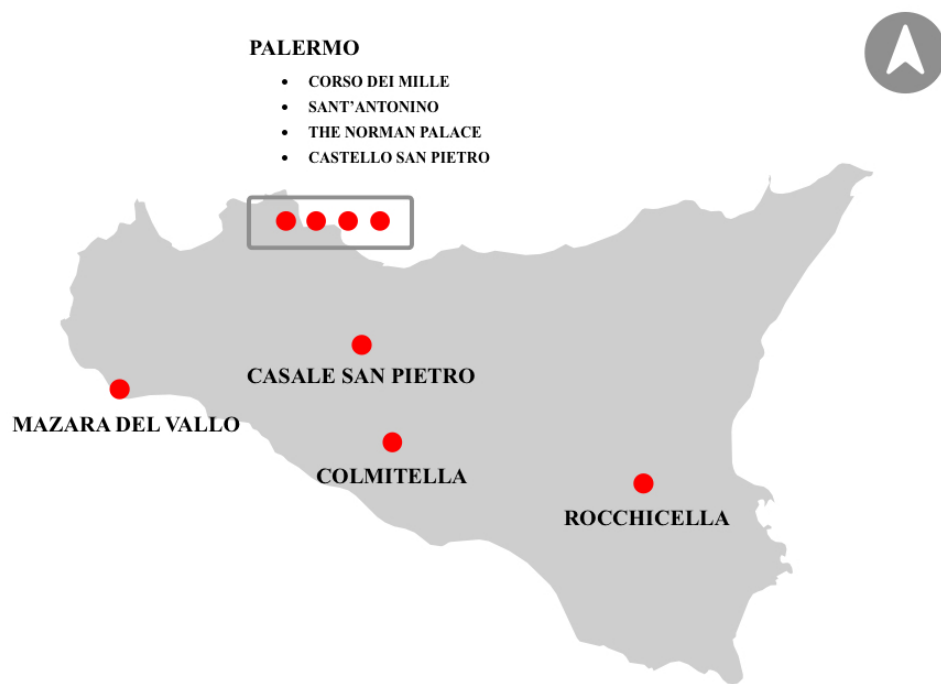 PALERMO
• CORSO DEI MILLE
• SANT’ANTONINO
• THE NORMAN PALACE
• CASTELLO SAN PIETRO
CASALE SAN PIETRO
MAZARA DEL VALLO
COLMITELLA
ROCCHICELLA